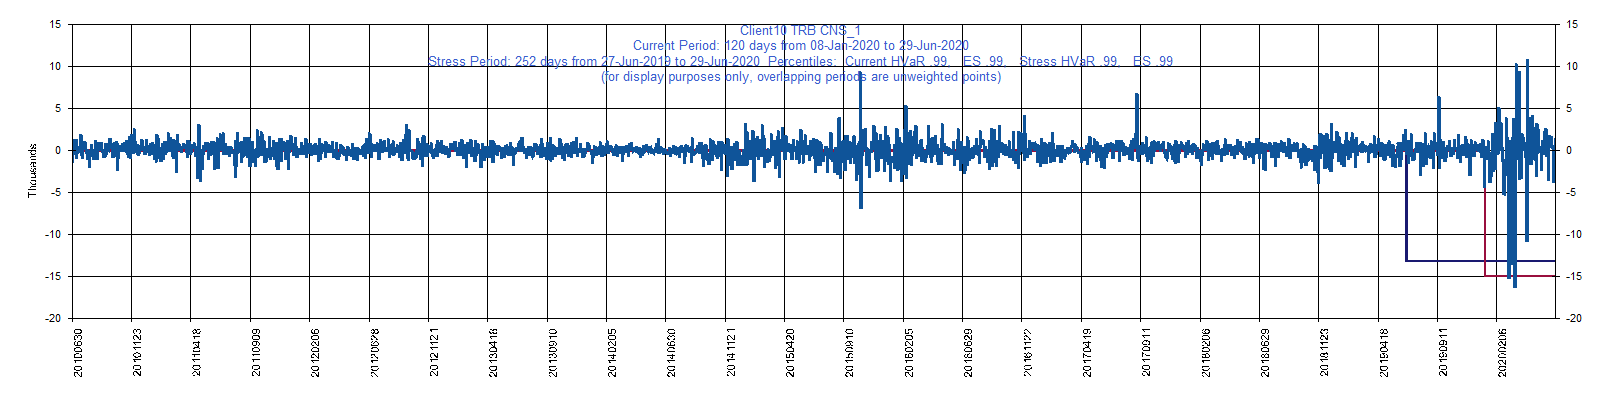 Client10 TRB CNS_1
Current Period: 120 days from 08-Jan-2020 to 29-Jun-2020
Stress Period: 252 days from 27-Jun-2019 to 29-Jun-2020 Percentiles: Current HVaR .99, ES .99, Stress HVaR .99, ES .99
(for display purposes only, overlapping periods are unweighted points)
15 15
10 10
5 5
0 0
-5 -5
-10 -10
-15 -15
-20 -20
Thousands
20100630 20101123 20110418 20110909 20120206 20120628 20121121 20130418 20130910 20140205 20140630 20141121 20150420 20150910 20160205 20160629 20161122 20170419 20170911 20180206 20180629 20181123 20190418 20190911 20200206